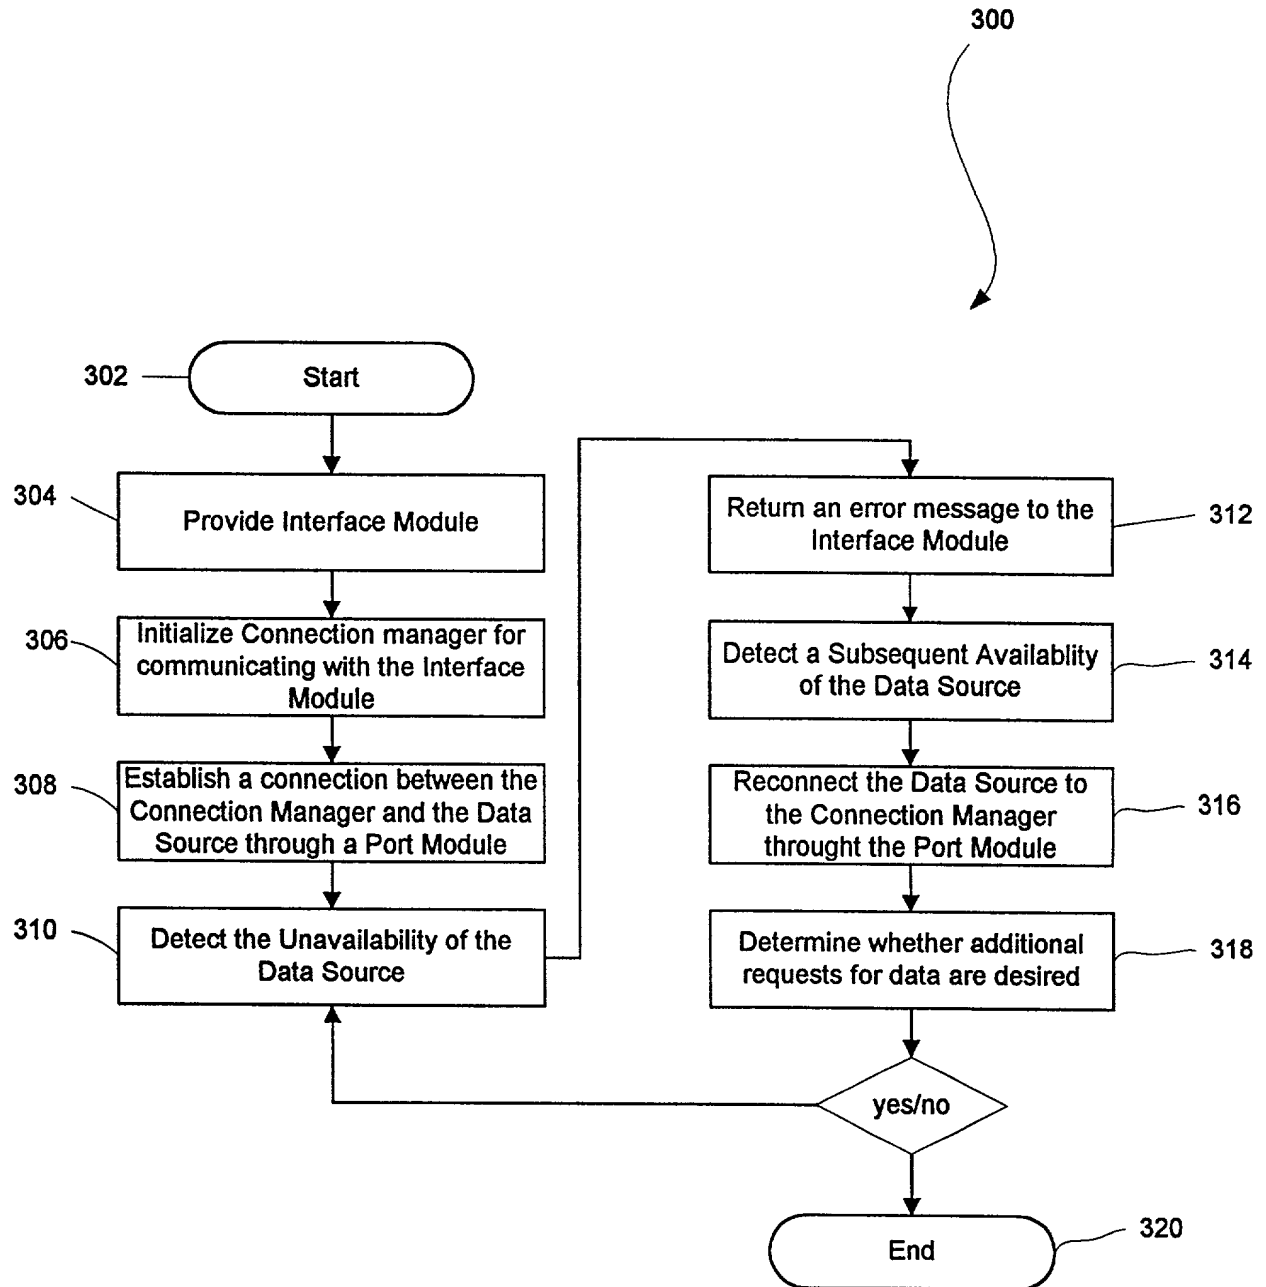 300
302
Start
304
Provide Interface Module
306
Initialize Connection manager for
communicating with the Interface
Module
308
Establish a connection between the
Connection Manager and the Data
Source through a Port Module
310
Detect the Unavailability of the
Data Source
Return an error message to the
Interface Module
312
Detect a Subsequent Availablity
of the Data Source
314
Reconnect the Data Source to
the Connection Manager
throught the Port Module
316
Determine whether additional
requests for data are desired
318
yes/no
End
320